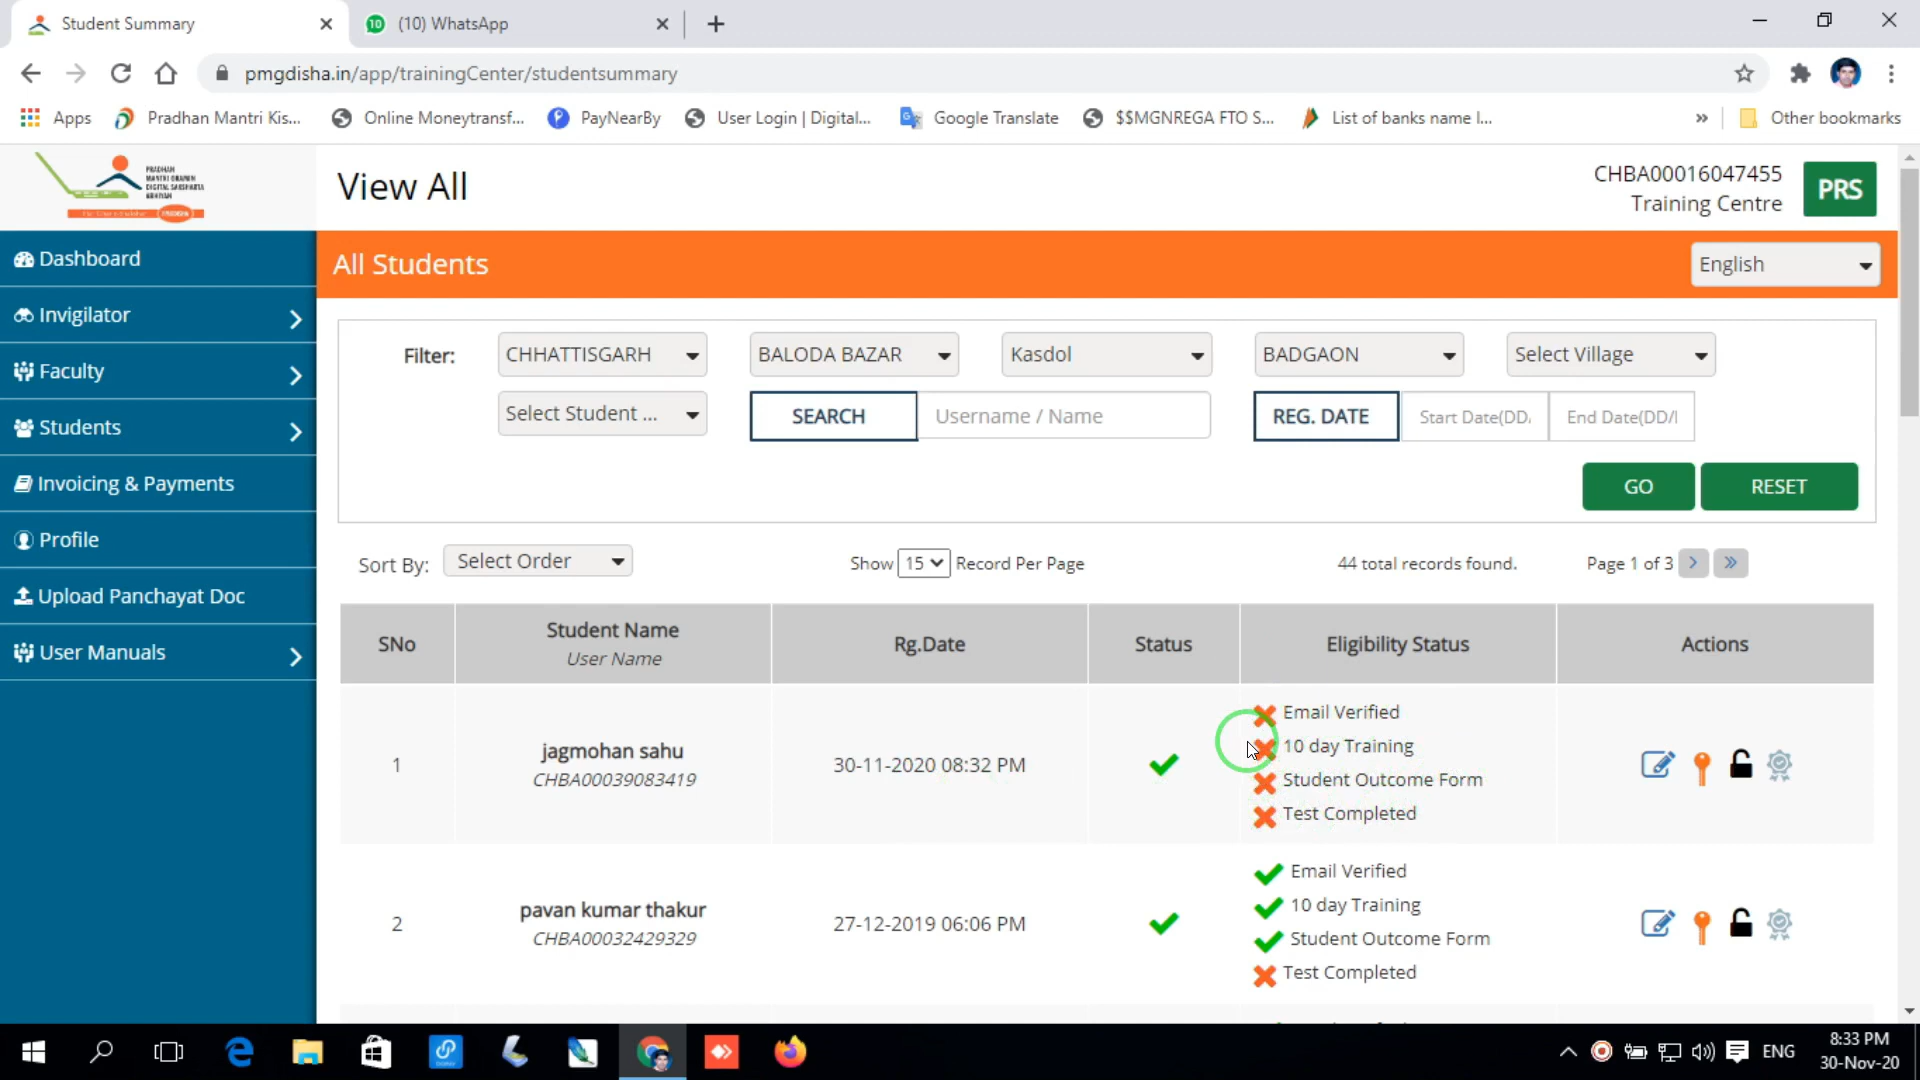 Student Summary
(10) WhatsApp
pmgdisha.in/app/trainingCenter/studentsummary
Apps
Pradhan Mantri Kis...
Online Moneytransf...
PayNearBy
User Login | Digital...
Google Translate
$$MGNREGA FTO S...
List of banks name I...
»
Other bookmarks
PRADHAN
MANTRI GRAMIN
DIGITAL SAKSHARTA
ABHIYAN
View All
CHBA00016047455
Training Centre
PRS
Dashboard
Invigilator
Faculty
Students
Invoicing & Payments
Profile
Upload Panchayat Doc
User Manuals
All Students
English
Filter:
CHHATTISGARH
BALODA BAZAR
Kasdol
BADGAON
Select Village
Select Student ...
SEARCH
Username / Name
REG. DATE
Start Date(DD/
End Date(DD/I
GO
RESET
Sort By:
Select Order
Show 15 Record Per Page
44 total records found.
Page 1 of 3 > »
SNo
Student Name
User Name
Rg.Date
Status
Eligibility Status
Actions
1
jagmohan sahu
CHBA00039083419
30-11-2020 08:32 PM
Email Verified
10 day Training
Student Outcome Form
Test Completed
2
pavan kumar thakur
CHBA00032429329
27-12-2019 06:06 PM
Email Verified
10 day Training
Student Outcome Form
Test Completed
ENG
8:33 PM
30-Nov-20